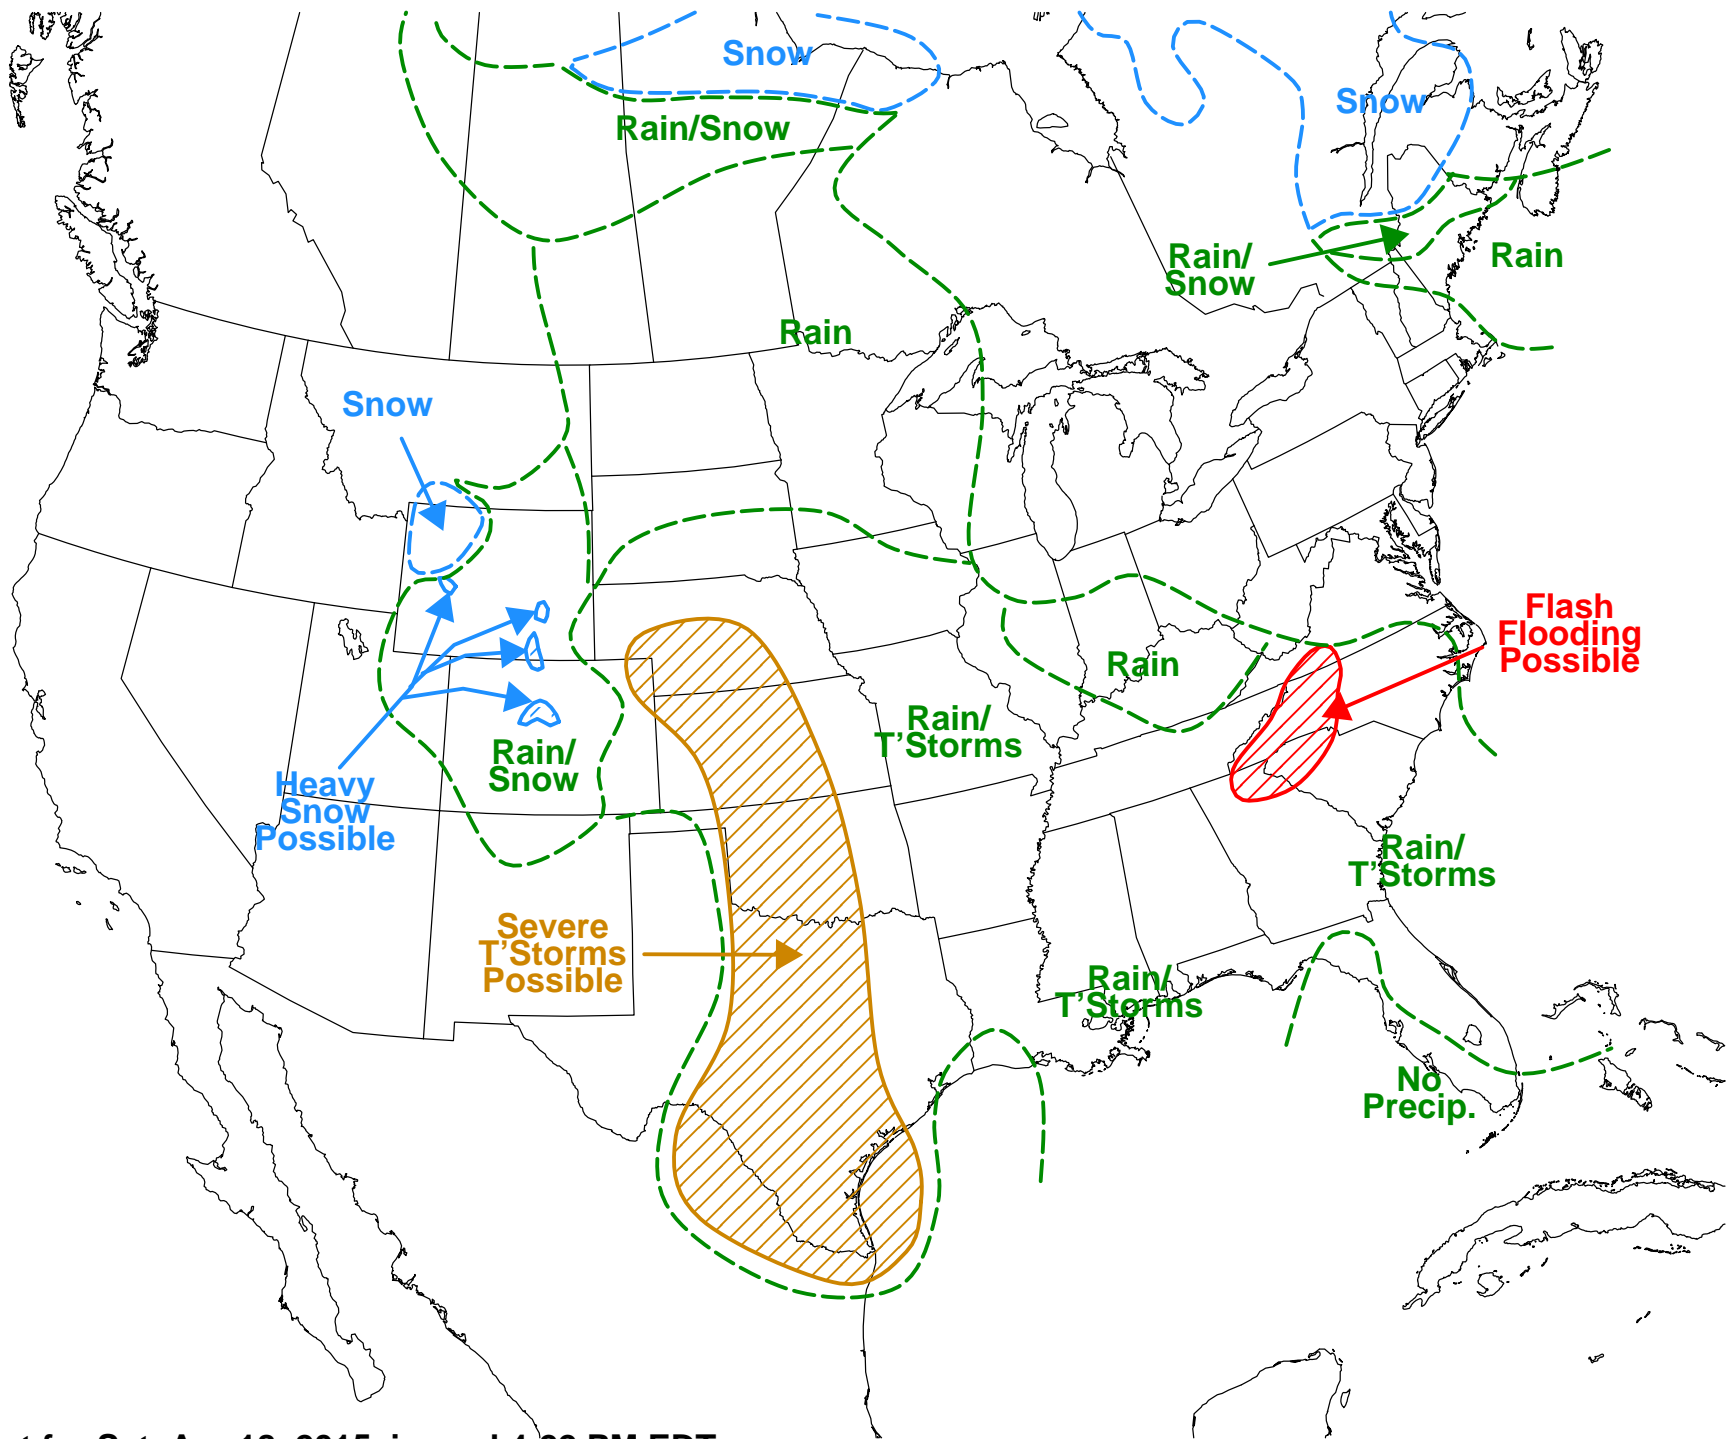 Snow
Rain/Snow
Snow
Rain/
Snow
Rain
Rain
Snow
Flash
Flooding
Possible
Rain
Rain/
T'Storms
Rain/
Snow
Heavy
Snow
Possible
Rain/
T'Storms
Severe
T'Storms
Possible
Rain/
T'Storms
No
Precip.